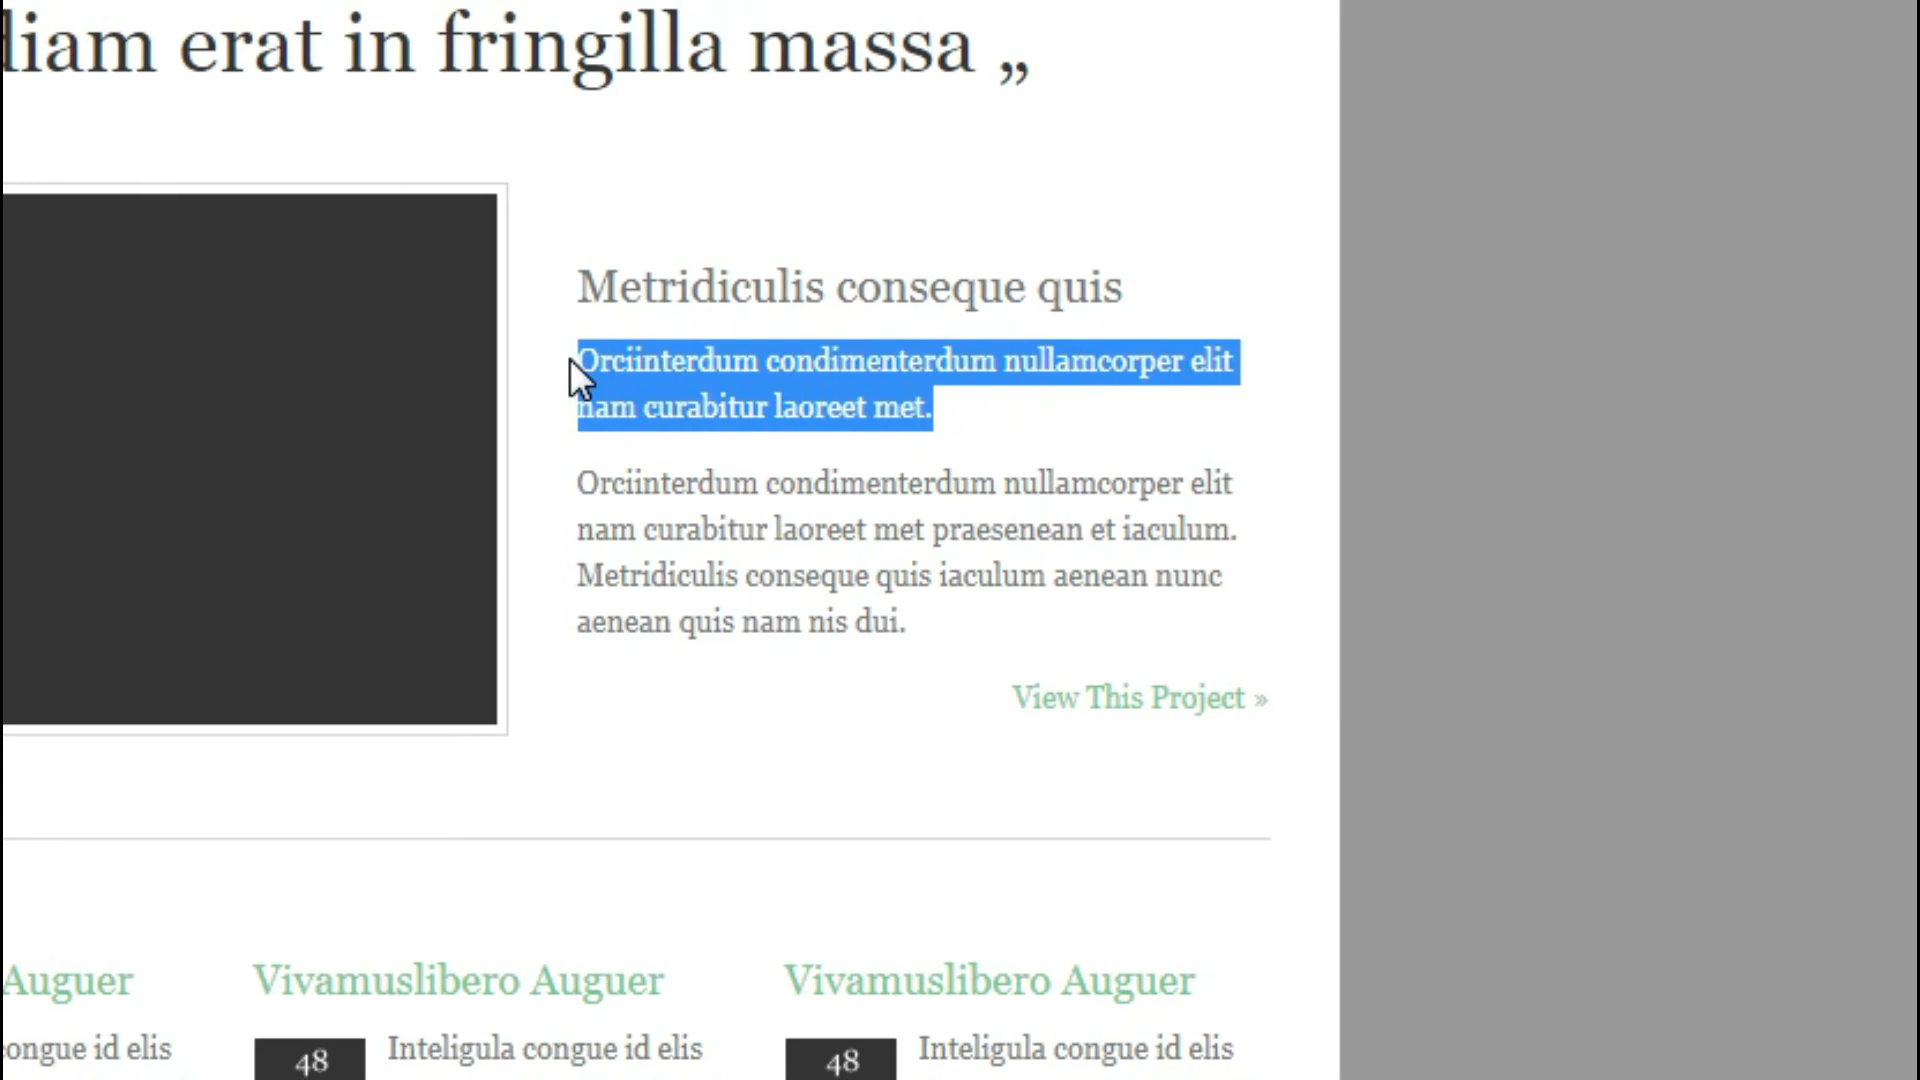 diam erat in fringilla massa „
Metridiculis conseque quis
Orciinterdum condimenterdum nullamcorper elit
nam curabitur laoreet met.
Orciinterdum condimenterdum nullamcorper elit
nam curabitur laoreet met praesenean et iaculum.
Metridiculis conseque quis iaculum aenean nunc
aenean quis nam nis dui.
View This Project »
Auguer
Vivamuslibero Auguer
Vivamuslibero Auguer
congue id elis
48
Inteligula congue id elis
48
Inteligula congue id elis